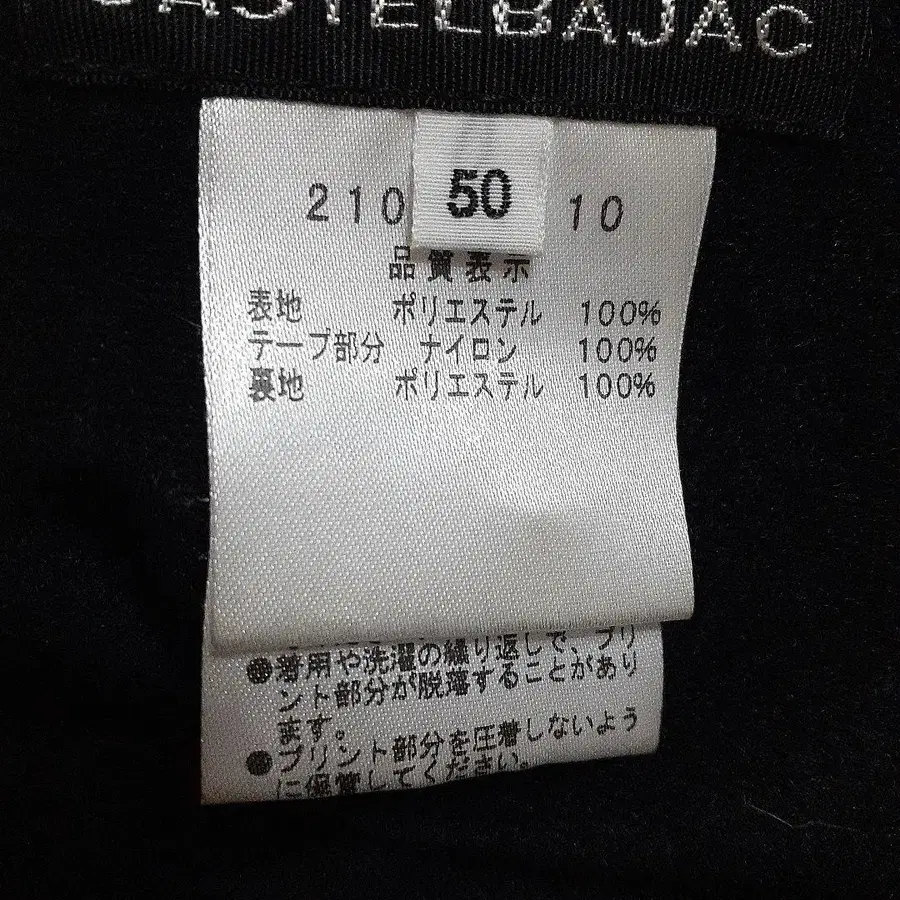 CASTELBAJAC
50
210 10
品質表示
表地 ポリエステル 100%
テープ部分 ナイロン 100%
裏地 ポリエステル 100%
●着用や洗濯の繰り返しで、プリ
ント部分が脱落することがあり
ます。
●プリント部分を圧着しないよう
に保管してください。